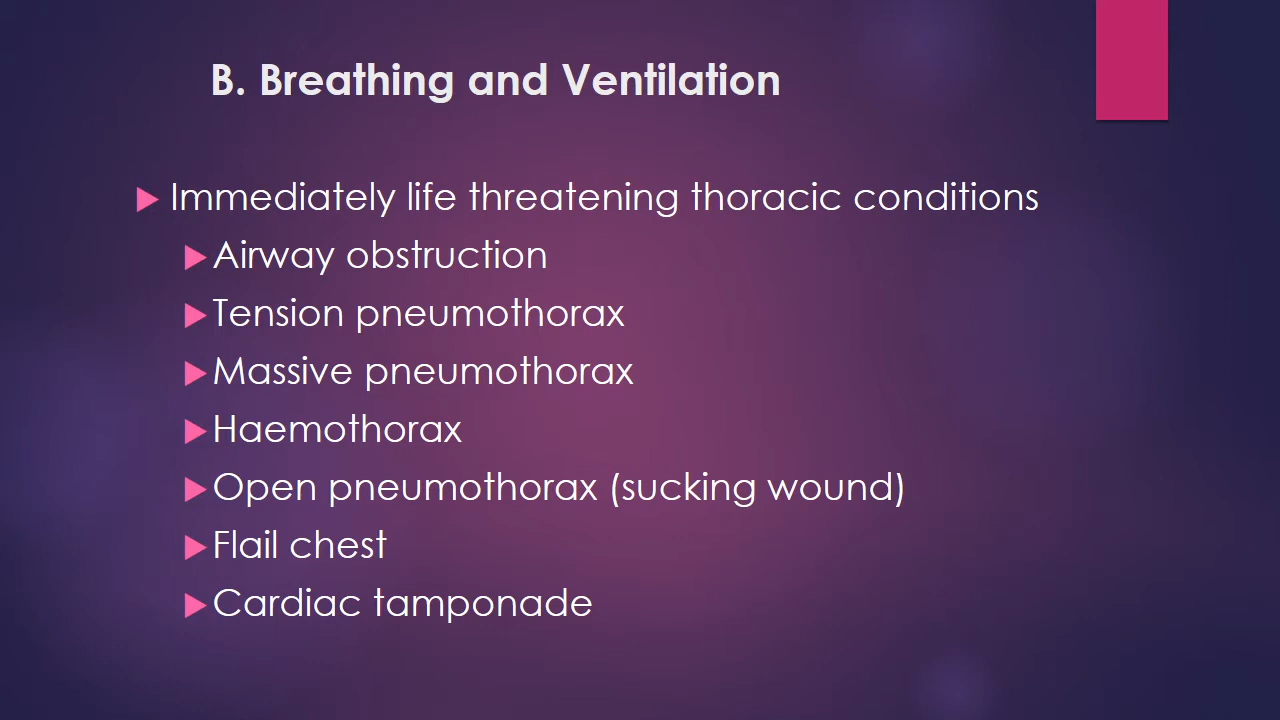 B. Breathing and Ventilation
Immediately life threatening thoracic conditions
Airway obstruction
Tension pneumothorax
Massive pneumothorax
Haemothorax
Open pneumothorax (sucking wound)
Flail chest
Cardiac tamponade